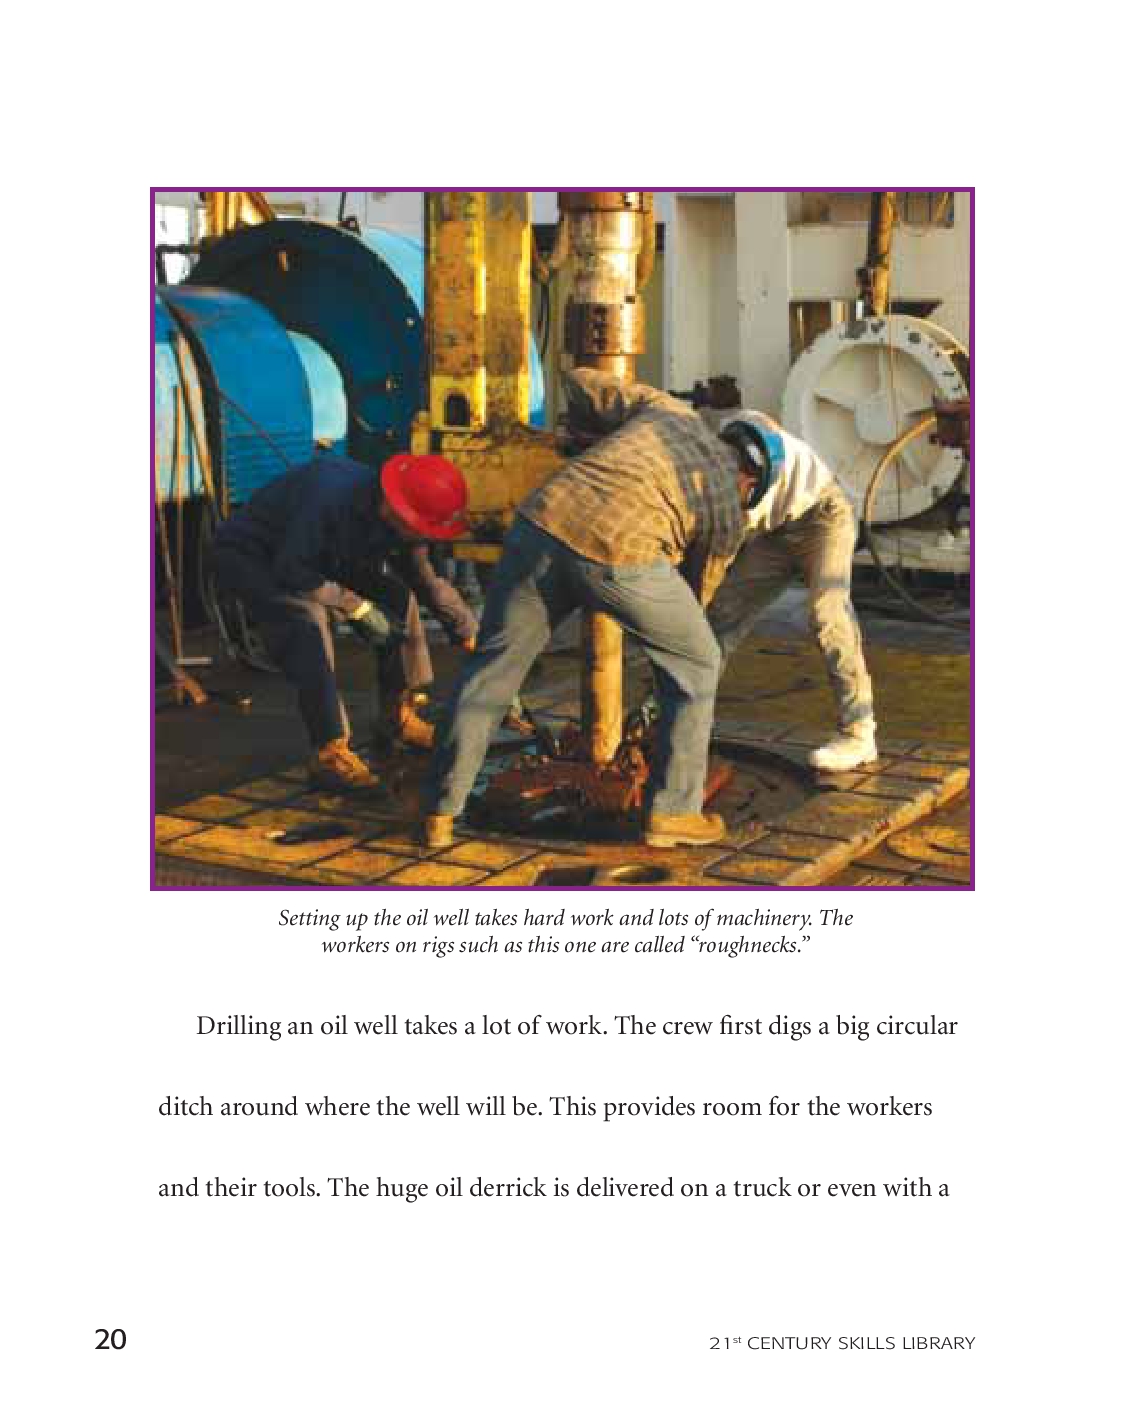 Setting up the oil well takes hard work and lots of machinery. The
workers on rigs such as this one are called “roughnecks.”
Drilling an oil well takes a lot of work. The crew first digs a big circular
ditch around where the well will be. This provides room for the workers
and their tools. The huge oil derrick is delivered on a truck or even with a
20
21st CENTURY SKILLS LIBRARY